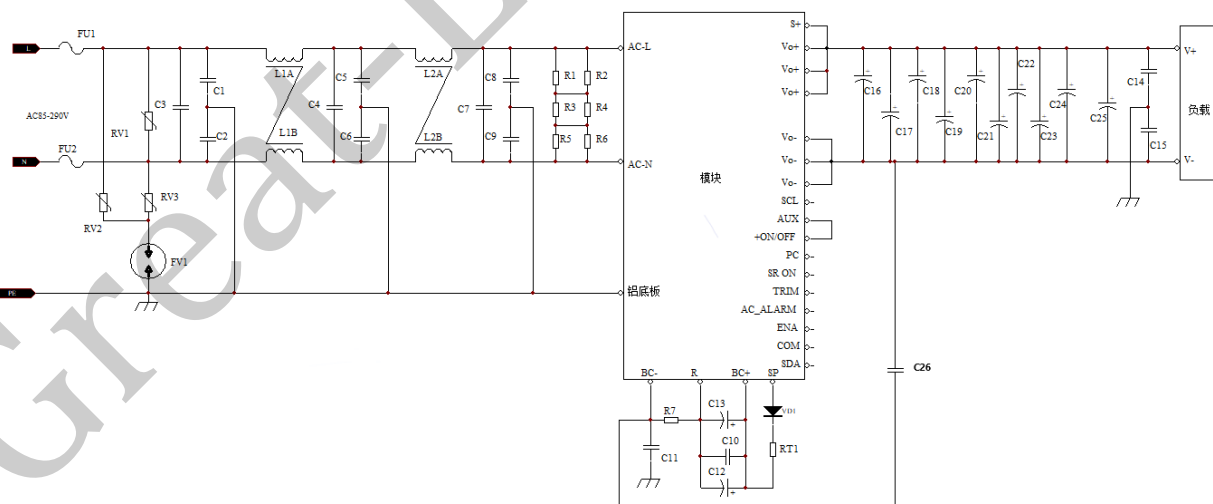 FU1
L
AC85-290V
FU2
N
RV1
RV2
RV3
FV1
PE
C3
C1
C2
L1A
L1B
C5
C4
C6
L2A
L2B
C8
C7
C9
R1
R2
R3
R4
R5
R6
AC-L
AC-N
铝底板
模块
S+
Vo+
Vo+
Vo+
Vo-
Vo-
Vo-
SCL
AUX
+ON/OFF
PC
SR ON
TRIM
AC_ALARM
ENA
COM
SDA
BC-
R
BC+
SP
R7
C11
C13
C10
C12
VD1
RT1
C16
C17
C18
C19
C20
C21
C22
C23
C24
C25
C14
C15
V+
负载
V-
C26
Great-